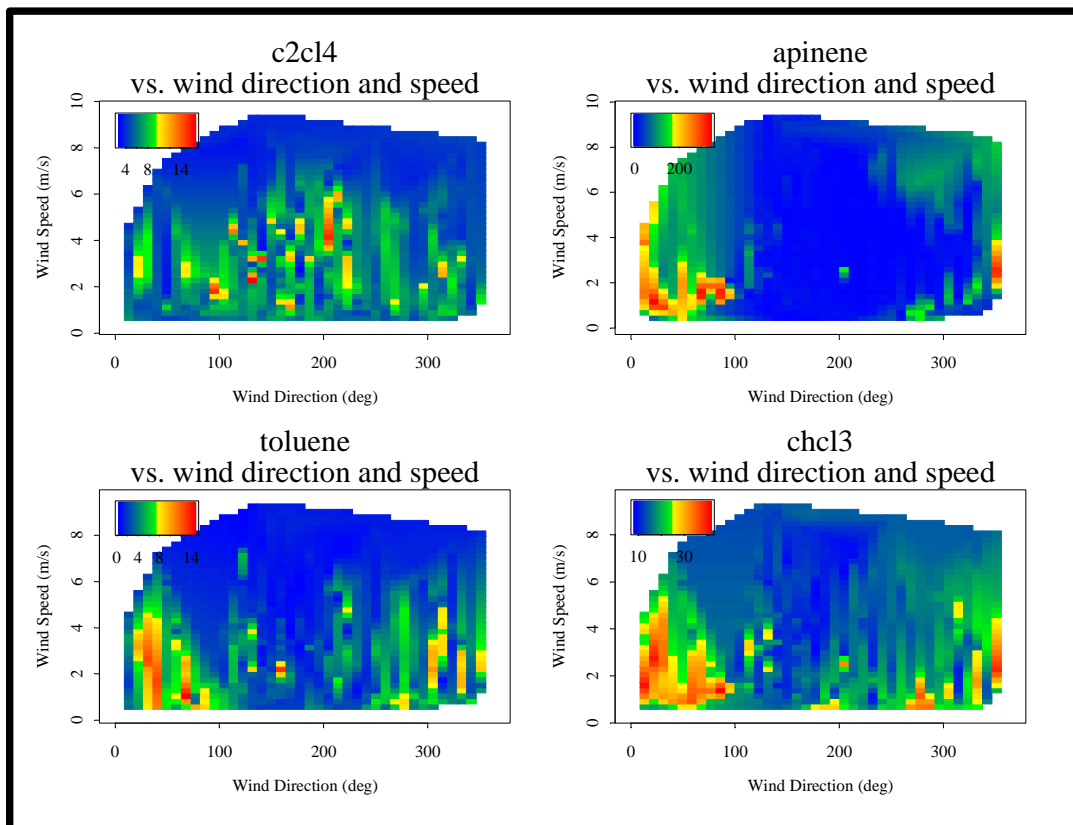 c2cl4
vs. wind direction and speed
10
8
6
4
2
0
Wind Speed (m/s)
4 8 14
0 100 200 300
Wind Direction (deg)
apinene
vs. wind direction and speed
8
6
4
2
0
Wind Speed (m/s)
0 200
0 100 200 300
Wind Direction (deg)
toluene
vs. wind direction and speed
8
6
4
2
0
Wind Speed (m/s)
0 4 8 14
0 100 200 300
Wind Direction (deg)
chcl3
vs. wind direction and speed
8
6
4
2
0
Wind Speed (m/s)
10 30
0 100 200 300
Wind Direction (deg)